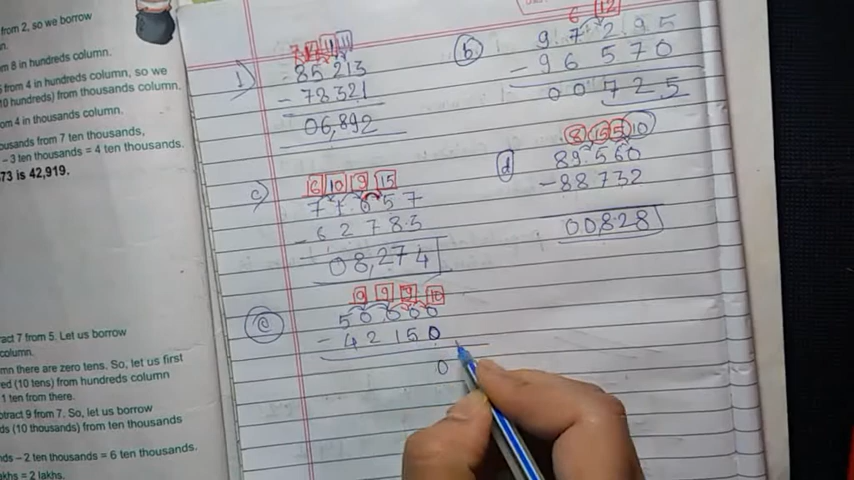 from 2, so we borrow
m 8 in hundreds column.
from 4 in hundreds column, so we
10 hundreds) from thousands column.
om 4 in thousands column.
ousands from 7 ten thousands,
– 3 ten thousands = 4 ten thousands.
73 is 42,919.
ract 7 from 5. Let us borrow
column.
mn there are zero tens. So, let us first
ed (10 tens) from hundreds column
1 ten from there.
btract 9 from 7. So, let us borrow
ds (10 thousands) from ten thousands
nds – 2 ten thousands = 6 ten thousands.
akhs = 2 lakhs.
85213
- 78321
06,892
b
6 12
97295
- 96570
00725
c)
6 10 9 15
71057
- 62783
08,274
d
8 15 10
89560
- 88732
00,828
e
9 9 9 10
50000
- 42150
0